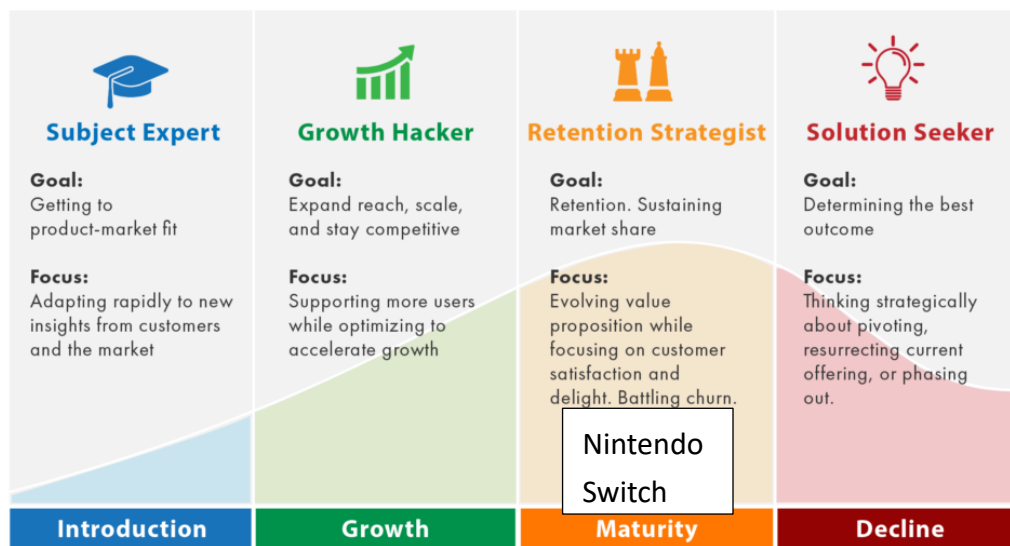 Subject Expert
Goal:
Getting to
product-market fit
Focus:
Adapting rapidly to new
insights from customers
and the market
Introduction
Growth Hacker
Goal:
Expand reach, scale,
and stay competitive
Focus:
Supporting more users
while optimizing to
accelerate growth
Growth
Retention Strategist
Goal:
Retention. Sustaining
market share
Focus:
Evolving value
proposition while
focusing on customer
satisfaction and
delight. Battling churn.
Nintendo
Switch
Maturity
Solution Seeker
Goal:
Determining the best
outcome
Focus:
Thinking strategically
about pivoting,
resurrecting current
offering, or phasing
out.
Decline